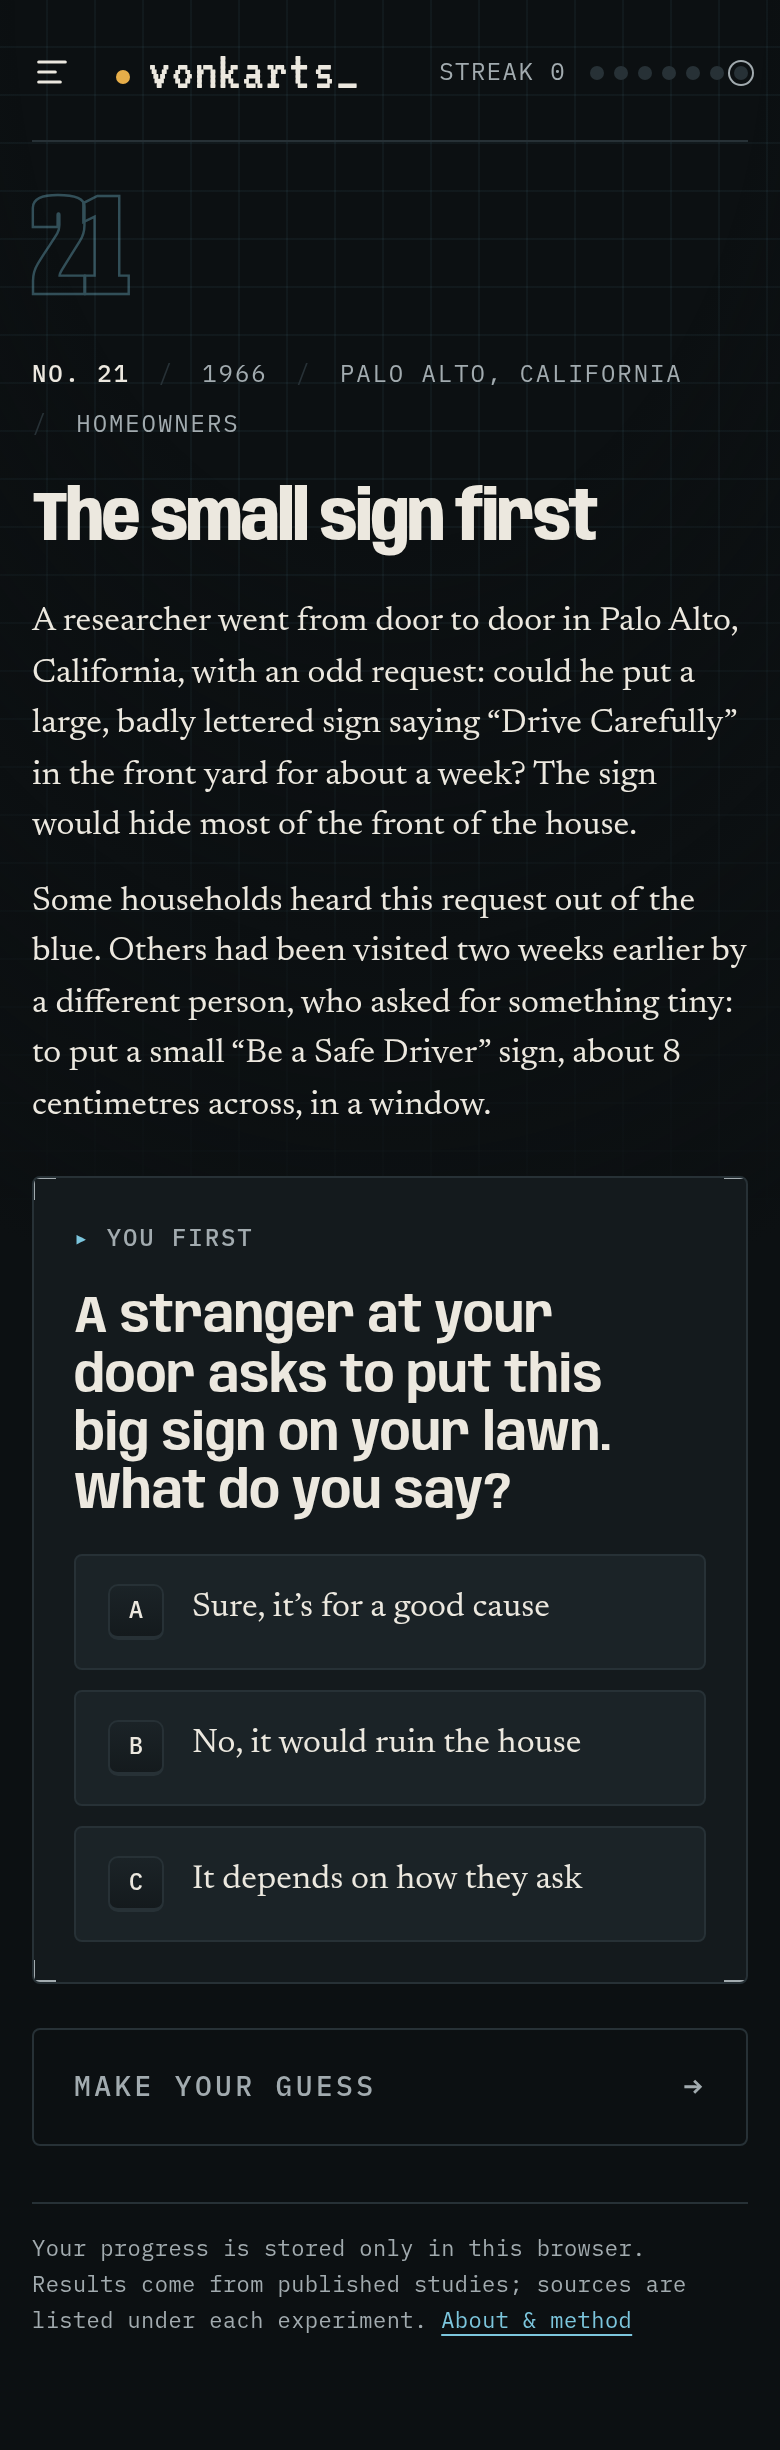 vonkarts_
STREAK 0
21
NO. 21 / 1966 / PALO ALTO, CALIFORNIA
/ HOMEOWNERS
The small sign first
A researcher went from door to door in Palo Alto,
California, with an odd request: could he put a
large, badly lettered sign saying “Drive Carefully”
in the front yard for about a week? The sign
would hide most of the front of the house.
Some households heard this request out of the
blue. Others had been visited two weeks earlier by
a different person, who asked for something tiny:
to put a small “Be a Safe Driver” sign, about 8
centimetres across, in a window.
▸ YOU FIRST
A stranger at your
door asks to put this
big sign on your lawn.
What do you say?
A Sure, it’s for a good cause
B No, it would ruin the house
C It depends on how they ask
MAKE YOUR GUESS →
Your progress is stored only in this browser.
Results come from published studies; sources are
listed under each experiment. About & method